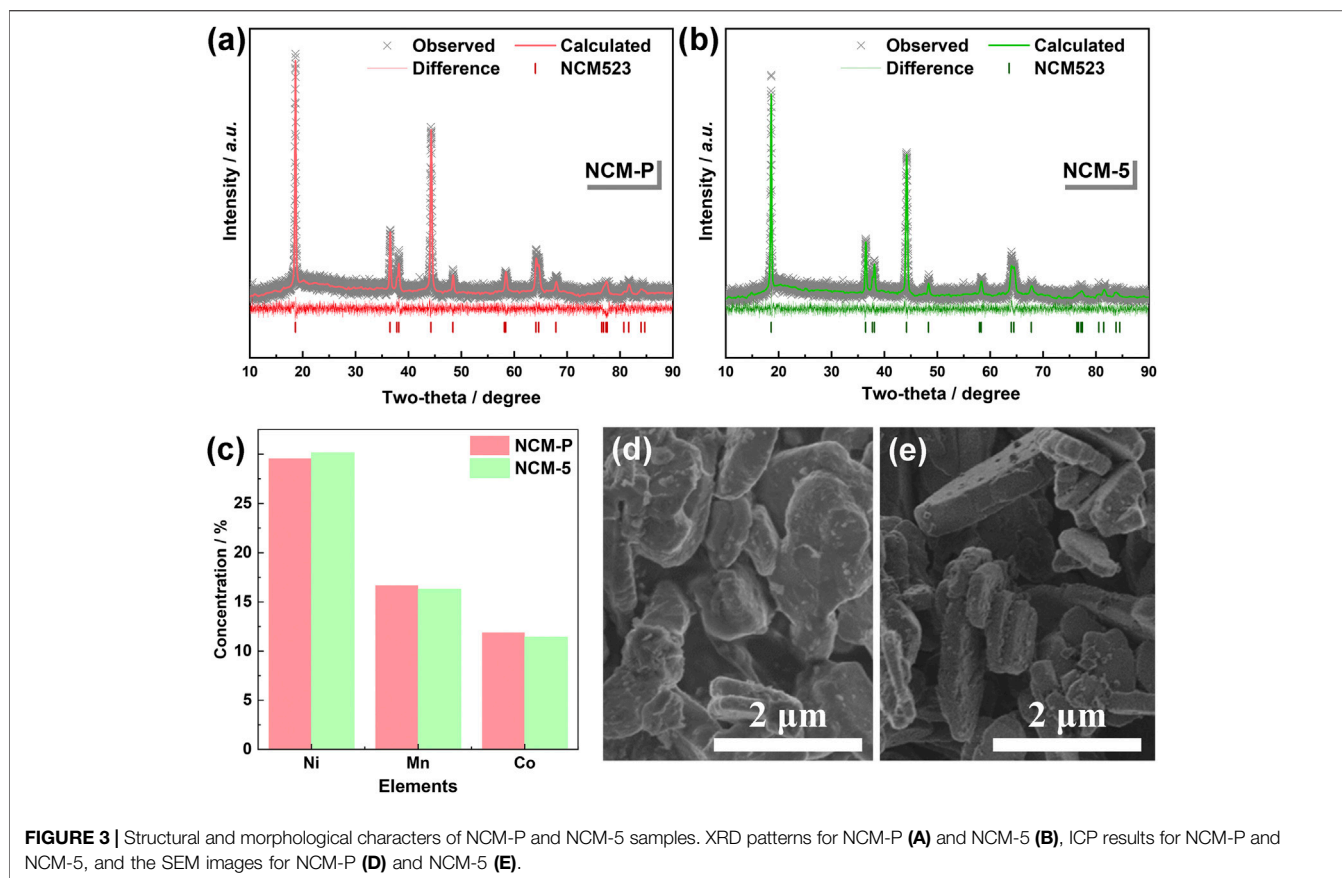 (a)
Observed
Calculated
Difference
NCM523
NCM-P
Intensity / a.u.
10 20 30 40 50 60 70 80 90
Two-theta / degree
(b)
Observed
Calculated
Difference
NCM523
NCM-5
Intensity / a.u.
10 20 30 40 50 60 70 80 90
Two-theta / degree
(c)
NCM-P
NCM-5
Concentration / %
25
20
15
10
5
0
Ni Mn Co
Elements
(d)
2 μm
(e)
2 μm
FIGURE 3 | Structural and morphological characters of NCM-P and NCM-5 samples. XRD patterns for NCM-P (A) and NCM-5 (B), ICP results for NCM-P and
NCM-5, and the SEM images for NCM-P (D) and NCM-5 (E).